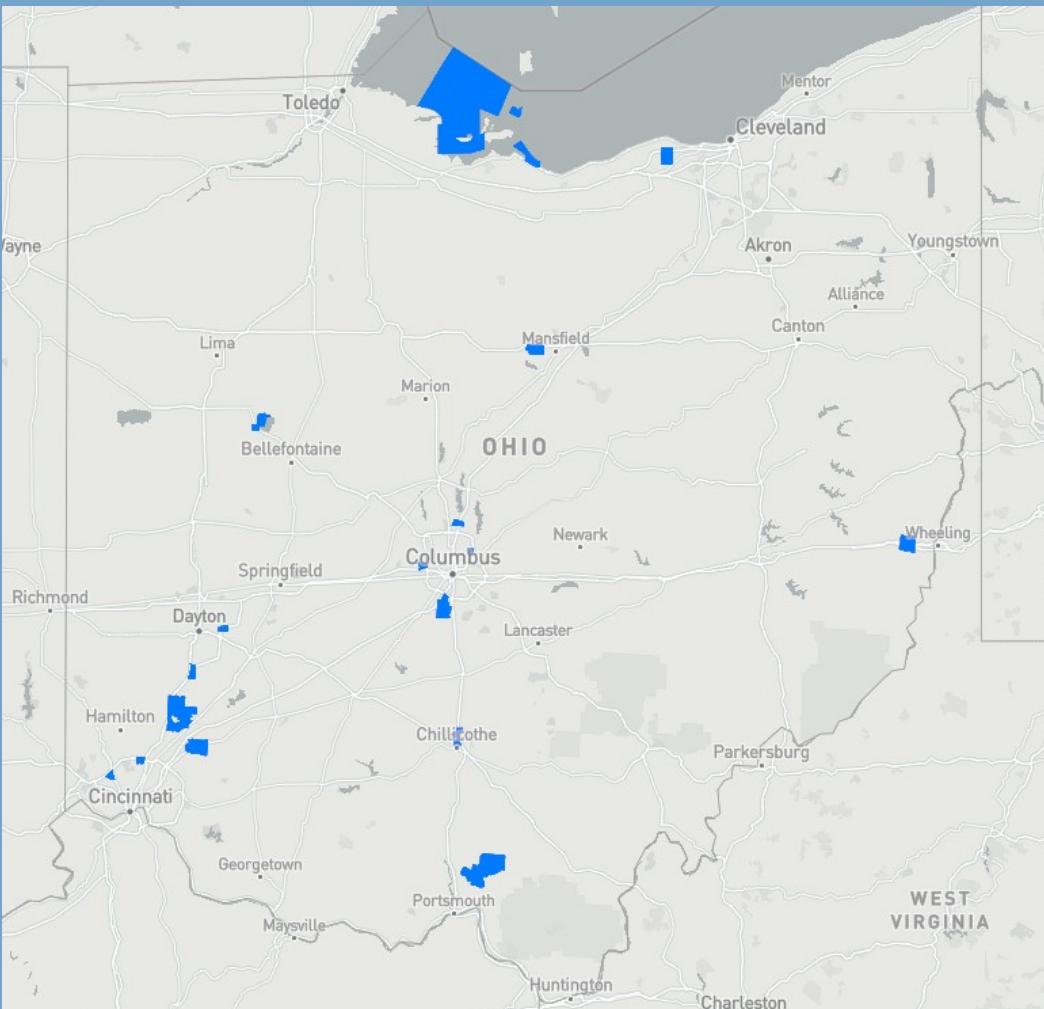 Mentor
Toledo
Cleveland
Wayne
Akron
Youngstown
Alliance
Canton
Lima
Mansfield
Marion
OHIO
Bellefontaine
Newark
Wheeling
Columbus
Springfield
Richmond
Dayton
Lancaster
Hamilton
Chillicothe
Parkersburg
Cincinnati
Georgetown
Portsmouth
WEST
VIRGINIA
Maysville
Huntington
Charleston